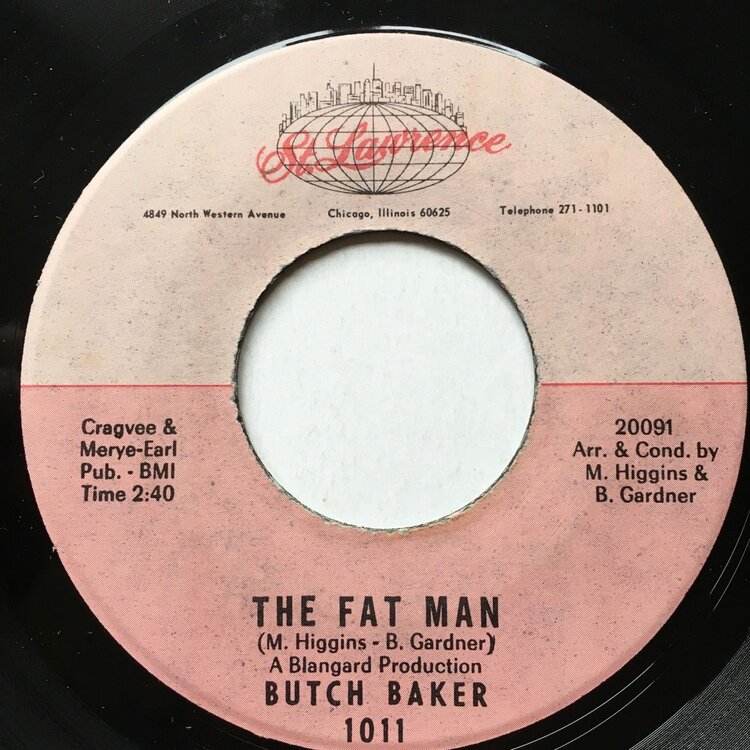 St. Lawrence
4849 North Western Avenue Chicago, Illinois 60625 Telephone 271-1101
Cragvee &
Merye-Earl
Pub. - BMI
Time 2:40
20091
Arr. & Cond. by
M. Higgins &
B. Gardner
THE FAT MAN
(M. Higgins - B. Gardner)
A Blangard Production
BUTCH BAKER
1011